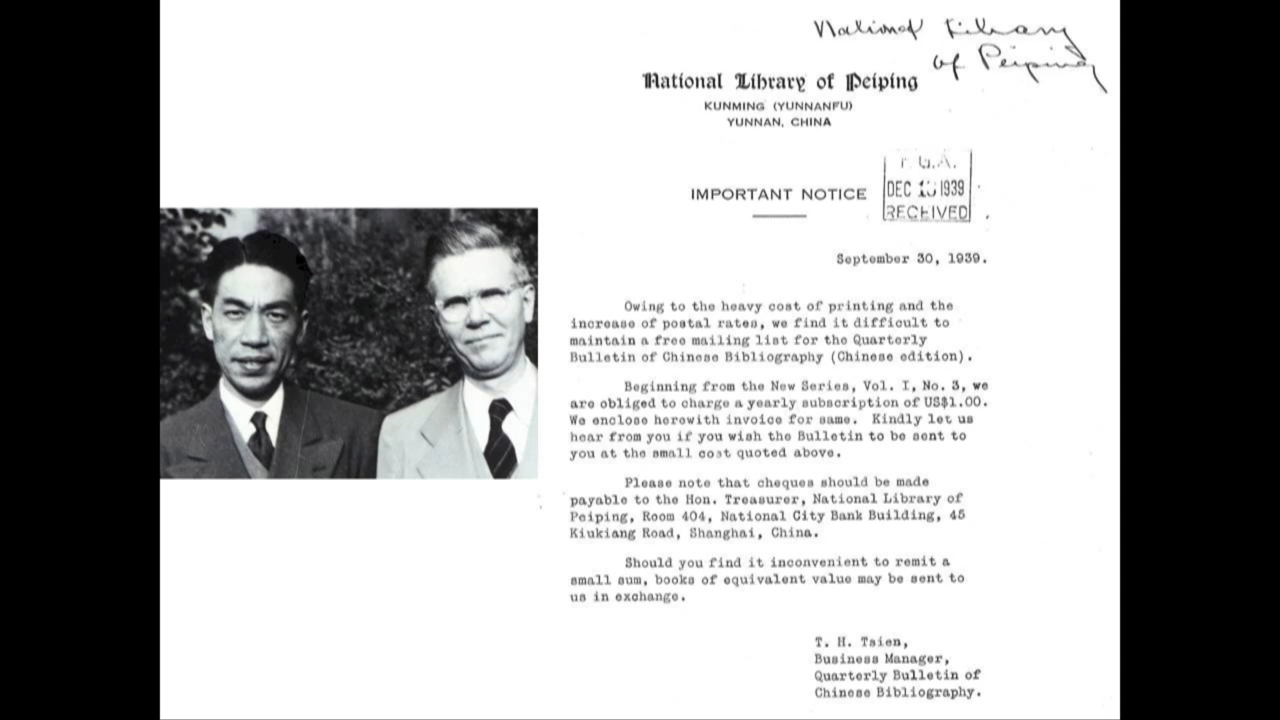 National Library
of Peiping
National Library of Peiping
KUNMING (YUNNANFU)
YUNNAN, CHINA
IMPORTANT NOTICE
DEC 1939
RECEIVED
September 30, 1939.
Owing to the heavy cost of printing and the
increase of postal rates, we find it difficult to
maintain a free mailing list for the Quarterly
Bulletin of Chinese Bibliography (Chinese edition).
Beginning from the New Series, Vol. I, No. 3, we
are obliged to charge a yearly subscription of US$1.00.
We enclose herewith invoice for same. Kindly let us
hear from you if you wish the Bulletin to be sent to
you at the small cost quoted above.
Please note that cheques should be made
payable to the Hon. Treasurer, National Library of
Peiping, Room 404, National City Bank Building, 45
Kiukiang Road, Shanghai, China.
Should you find it inconvenient to remit a
small sum, books of equivalent value may be sent to
us in exchange.
T. H. Tsien,
Business Manager,
Quarterly Bulletin of
Chinese Bibliography.